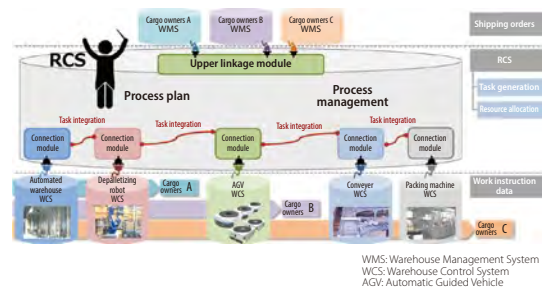 Cargo owners A
WMS
Cargo owners B
WMS
Cargo owners C
WMS
Shipping orders
RCS
Upper linkage module
RCS
Process plan
Process
management
Task generation
Resource allocation
Task integration
Task integration
Task integration
Task integration
Connection
module
Connection
module
Connection
module
Connection
module
Connection
module
Automated
warehouse
WCS
Depalletizing
robot
WCS
Cargo
owners A
AGV
WCS
Cargo
owners B
Conveyer
WCS
Packing machine
WCS
Cargo
owners C
Work instruction
data
WMS: Warehouse Management System
WCS: Warehouse Control System
AGV: Automatic Guided Vehicle